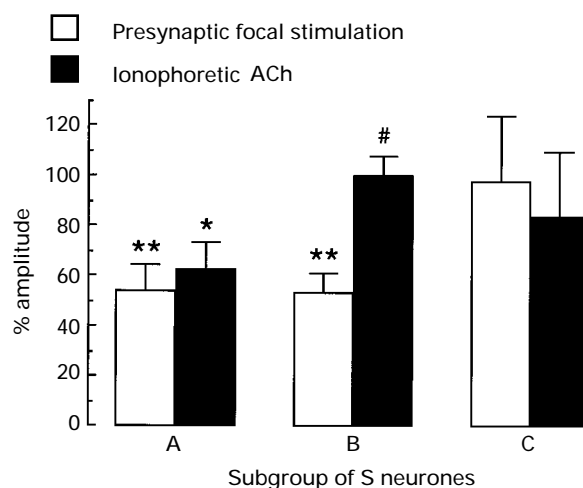 Presynaptic focal stimulation
Ionophoretic ACh
% amplitude
120
100
80
60
40
20
0
** * ** #
A B C
Subgroup of S neurones